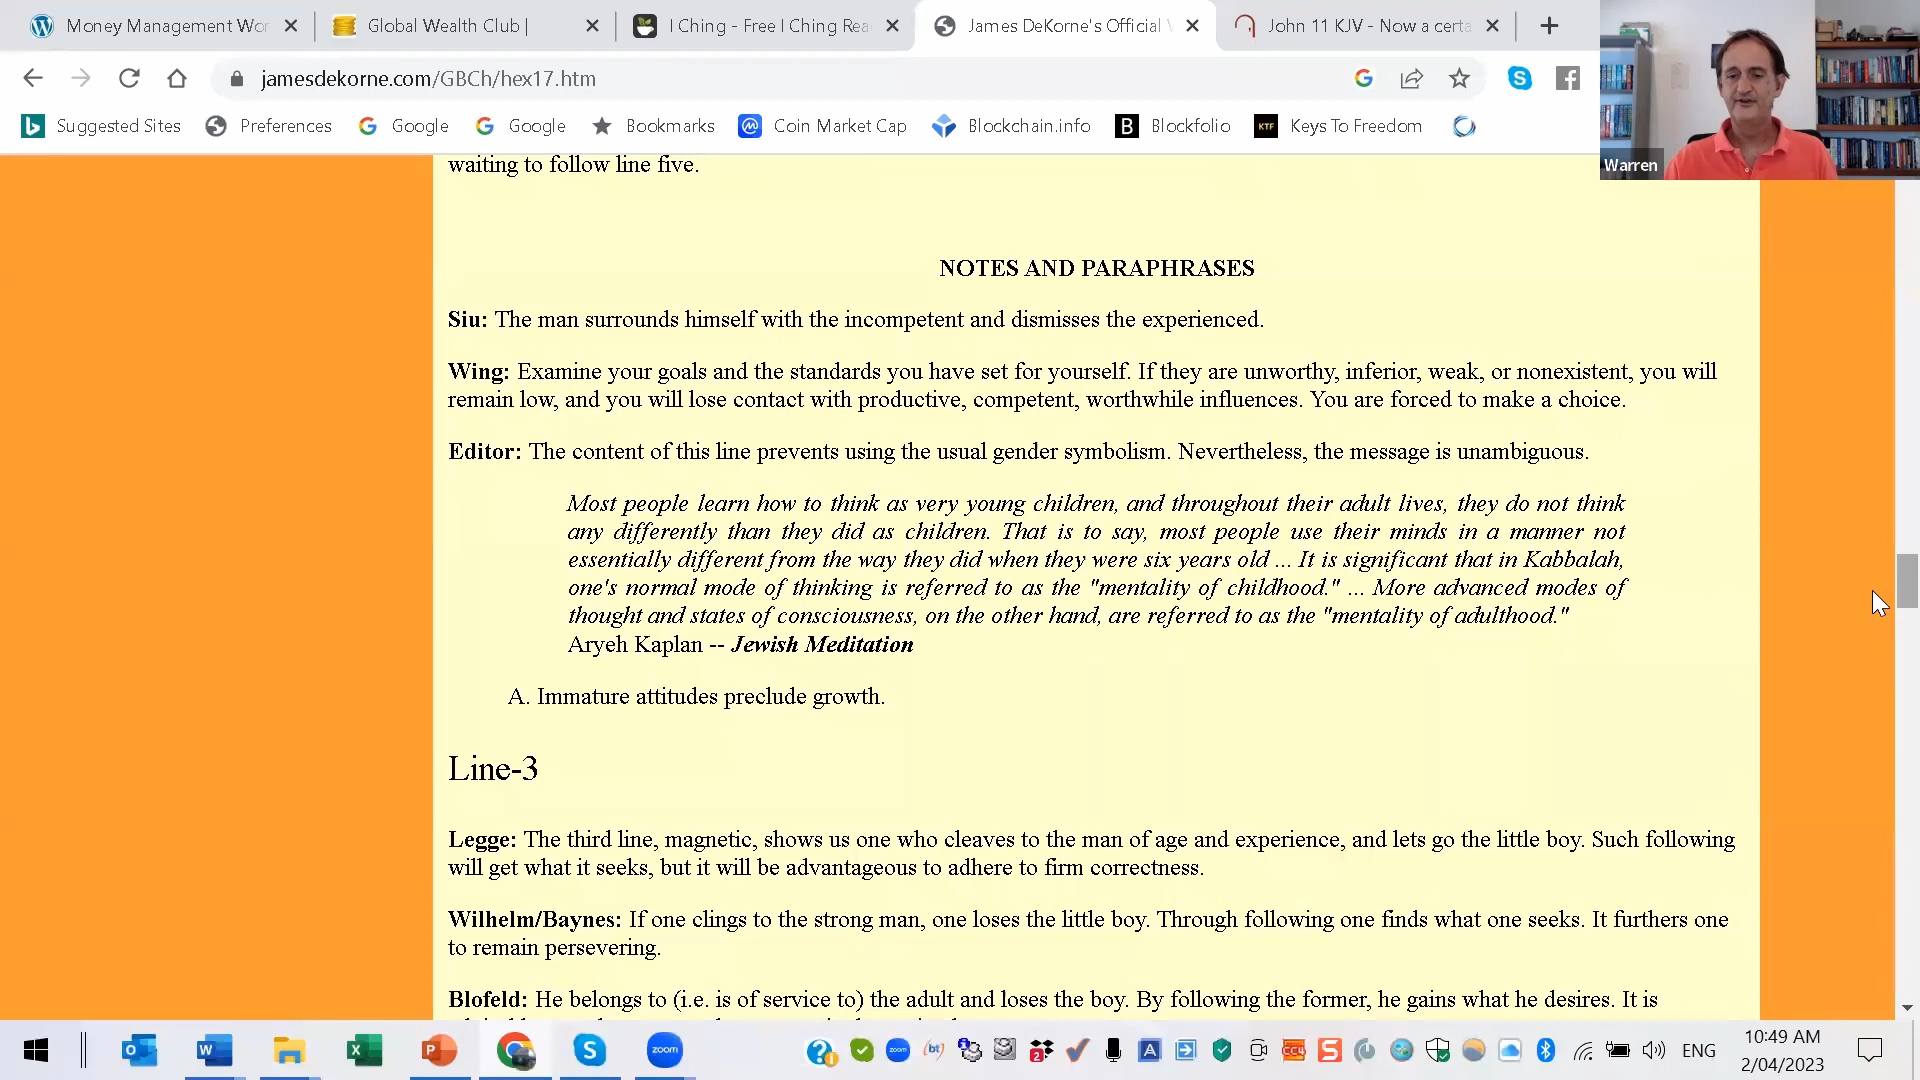 Money Management Wor
Global Wealth Club |
I Ching - Free I Ching Rea
James DeKorne's Official
John 11 KJV - Now a certa
jamesdekorne.com/GBCh/hex17.htm
Suggested Sites
Preferences
Google
Google
Bookmarks
Coin Market Cap
Blockchain.info
Blockfolio
KTF
Keys To Freedom
Warren
waiting to follow line five.
NOTES AND PARAPHRASES
Siu: The man surrounds himself with the incompetent and dismisses the experienced.
Wing: Examine your goals and the standards you have set for yourself. If they are unworthy, inferior, weak, or nonexistent, you will
remain low, and you will lose contact with productive, competent, worthwhile influences. You are forced to make a choice.
Editor: The content of this line prevents using the usual gender symbolism. Nevertheless, the message is unambiguous.
Most people learn how to think as very young children, and throughout their adult lives, they do not think
any differently than they did as children. That is to say, most people use their minds in a manner not
essentially different from the way they did when they were six years old ... It is significant that in Kabbalah,
one's normal mode of thinking is referred to as the "mentality of childhood." ... More advanced modes of
thought and states of consciousness, on the other hand, are referred to as the "mentality of adulthood."
Aryeh Kaplan -- Jewish Meditation
A. Immature attitudes preclude growth.
Line-3
Legge: The third line, magnetic, shows us one who cleaves to the man of age and experience, and lets go the little boy. Such following
will get what it seeks, but it will be advantageous to adhere to firm correctness.
Wilhelm/Baynes: If one clings to the strong man, one loses the little boy. Through following one finds what one seeks. It furthers one
to remain persevering.
Blofeld: He belongs to (i.e. is of service to) the adult and loses the boy. By following the former, he gains what he desires. It is
zoom
zoom
ENG
10:49 AM
2/04/2023